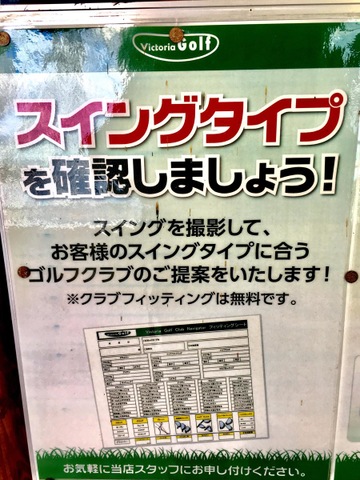 Victoria Golf
スイングタイプ
を確認しましょう!
スイングを撮影して、
お客様のスイングタイプに合う
ゴルフクラブのご提案をいたします!
※クラブフィッティングは無料です。
Victoria Golf Club Navigator フィッティングシート
お気軽に当店スタッフにお申し付けください。